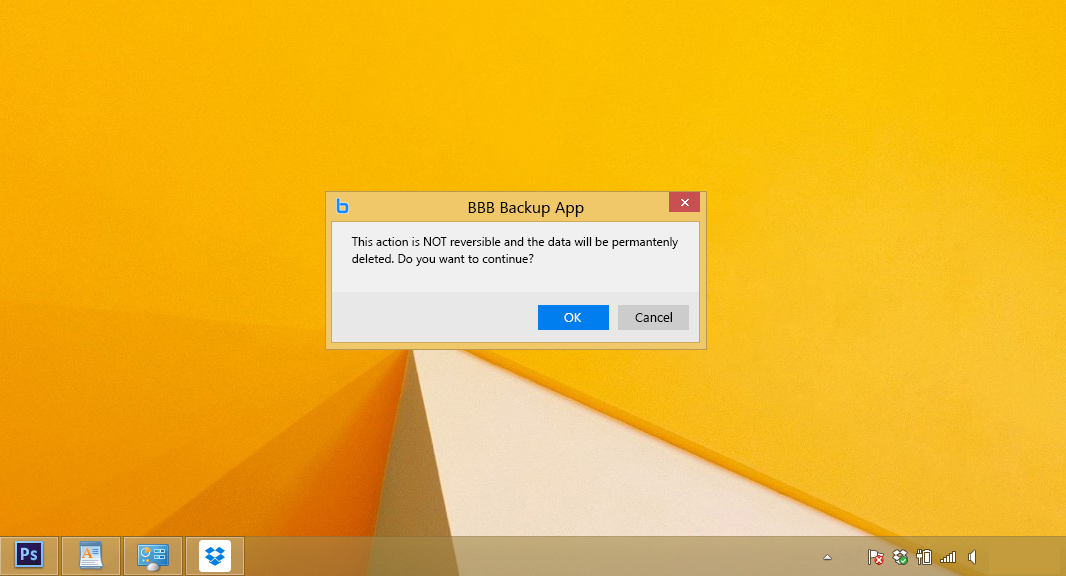 BBB Backup App
This action is NOT reversible and the data will be permantenly
deleted. Do you want to continue?
OK
Cancel
Ps
A